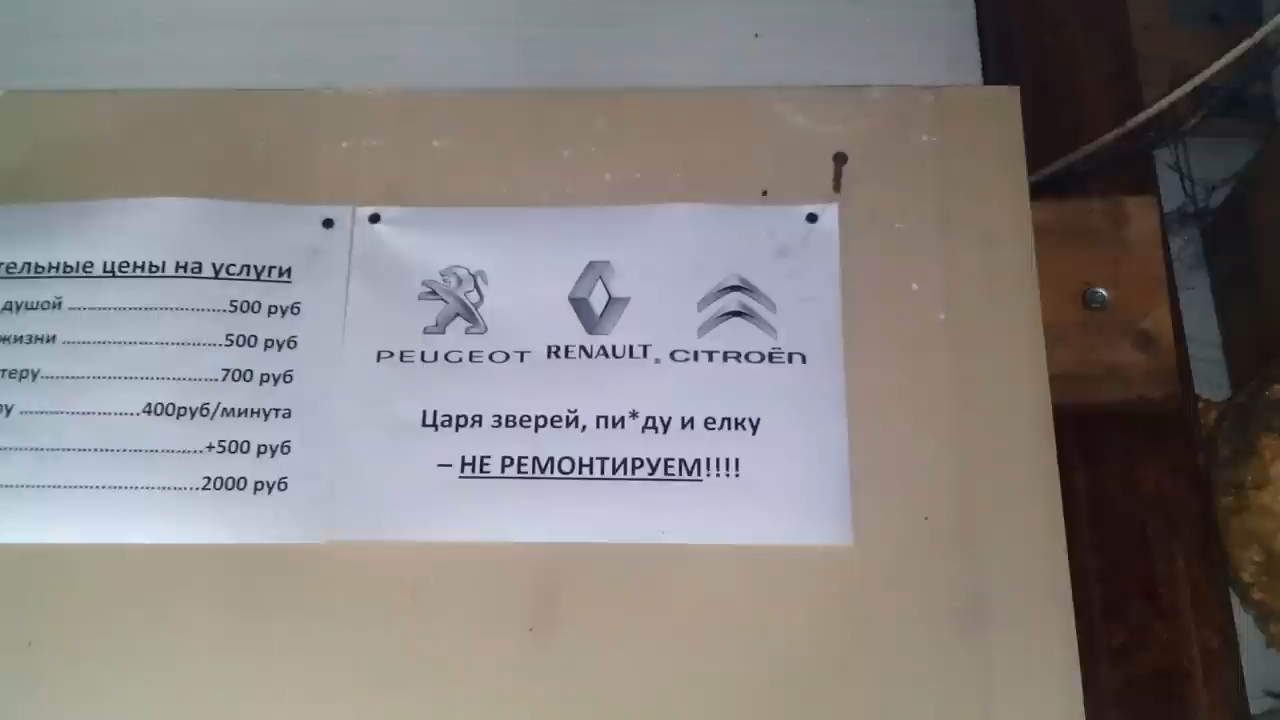 тельные цены на услуги
душой ..............................500 руб
жизни ..............................500 руб
теру.................................700 руб
ру ......................400руб/минута
......................................+500 руб
......................................2000 руб
PEUGEOT RENAULT. CITROËN
Царя зверей, пи*ду и елку
– НЕ РЕМОНТИРУЕМ!!!!